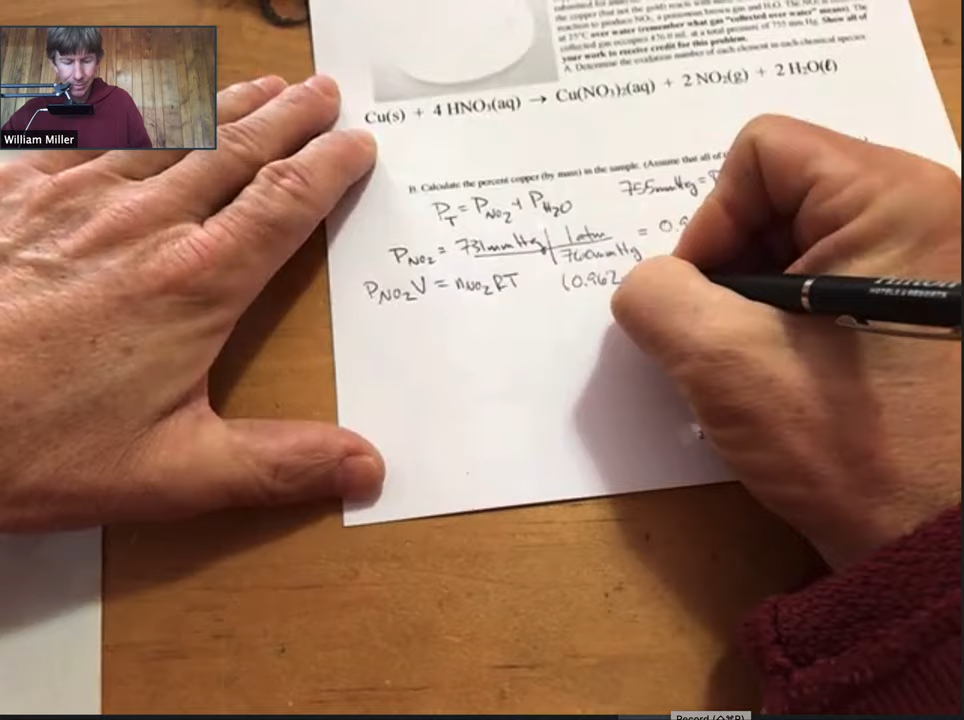 the copper (but not the gold) reacts with
reaction to produce NO₂, a poisonous brown gas and H₂O. The NO₂ is
at 25°C over water (remember what gas "collected over water" means). The
collected gas occupies 476.0 mL at a total pressure of 755 mm Hg. Show all of
your work to receive credit for this problem.
A. Determine the oxidation number of each element in each chemical species
William Miller
Cu(s) + 4 HNO₃(aq) → Cu(NO₃)₂(aq) + 2 NO₂(g) + 2 H₂O(ℓ)
B. Calculate the percent copper (by mass) in the sample. (Assume that all of
P_T = P_NO₂ + P_H₂O 755mmHg = P
P_NO₂ = 731mmHg | 1atm / 760mmHg = 0.9
P_NO₂V = n_NO₂RT (0.962
2
HOTELS & RESORTS
Record (⇧⌘R)